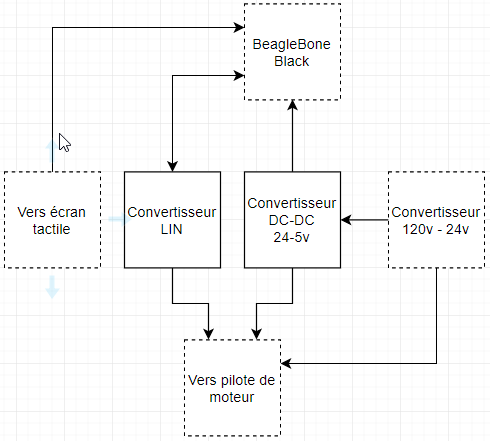 BeagleBone
Black
Vers écran
tactile
Convertisseur
LIN
Convertisseur
DC-DC
24-5v
Convertisseur
120v - 24v
Vers pilote de
moteur